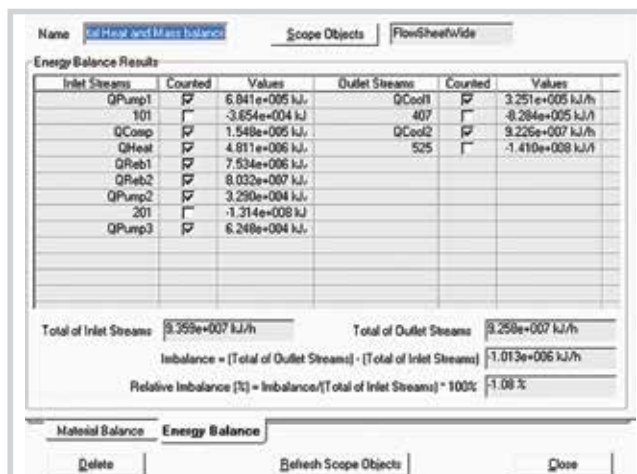 Name Total Heat and Mass balance Scope Objects FlowSheetWide
Energy Balance Results
Inlet Streams Counted Values Outlet Streams Counted Values
QPump1 6.841e+005 kJ/ QCool1 3.251e+005 kJ/h
101 -3.654e+004 kJ 407 -8.284e+005 kJ/l
QComp 1.548e+005 kJ/ QCool2 9.226e+007 kJ/h
QHeat 4.811e+006 kJ/ 525 -1.410e+008 kJ/l
QReb1 7.534e+006 kJ/
QReb2 8.032e+007 kJ/
QPump2 3.290e+004 kJ/
201 -1.314e+008 kJ
QPump3 6.248e+004 kJ/
Total of Inlet Streams 9.359e+007 kJ/h Total of Outlet Streams 9.258e+007 kJ/h
Imbalance = (Total of Outlet Streams) - (Total of Inlet Streams) -1.013e+006 kJ/h
Relative Imbalance (%) = Imbalance/(Total of Inlet Streams) * 100% -1.08 %
Material Balance Energy Balance
Delete Refresh Scope Objects Close